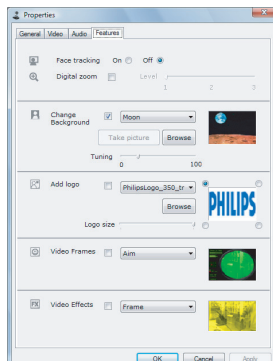 Properties
General Video Audio Features
Face tracking On Off
Digital zoom Level
1 2 3
Change Background Moon
Take picture Browse
Tuning
0 100
Add logo PhilipsLogo_350_tr
Browse
PHILIPS
Logo size
Video Frames Aim
Video Effects Frame
FX
OK Cancel Apply